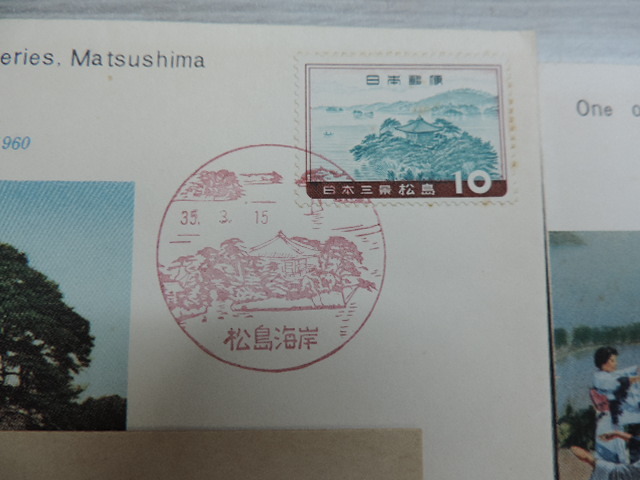 eries, Matsushima
960
日本郵便
日本三景 松島 10
35. 3. 15
松島海岸
One o